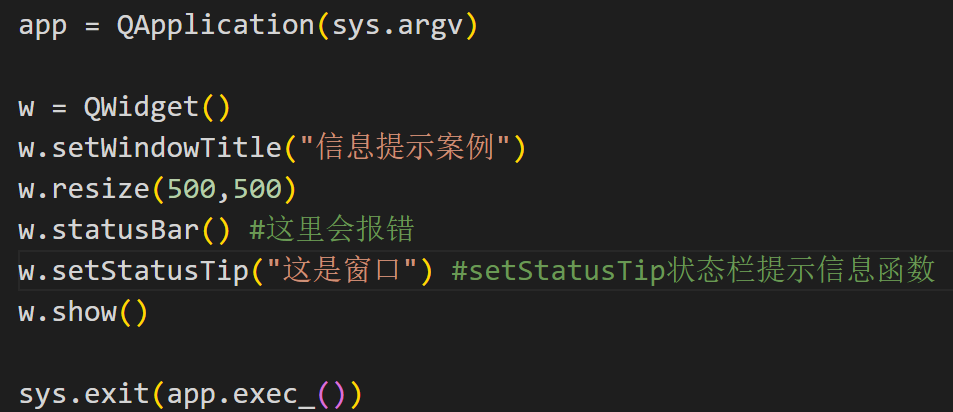 app = QApplication(sys.argv)
w = QWidget()
w.setWindowTitle("信息提示案例")
w.resize(500,500)
w.statusBar() #这里会报错
w.setStatusTip("这是窗口") #setStatusTip状态栏提示信息函数
w.show()
sys.exit(app.exec_())